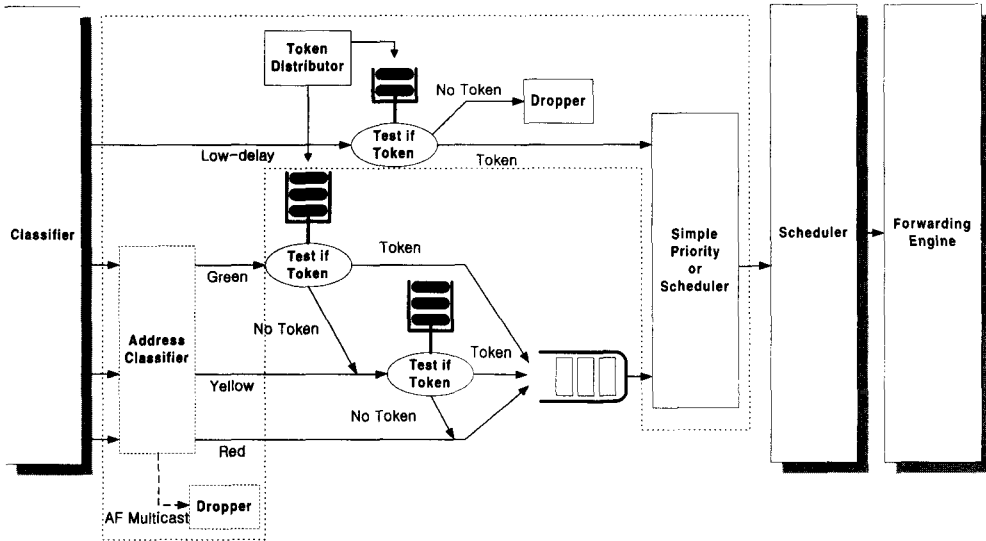 Token
Distributor
No Token
Dropper
Test if
Token
Low-delay
Token
Classifier
Test if
Token
Token
Green
Simple
Priority
or
Scheduler
Scheduler
Forwarding
Engine
No Token
Address
Classifier
Token
Test if
Token
Yellow
No Token
Red
AF Multicast
Dropper